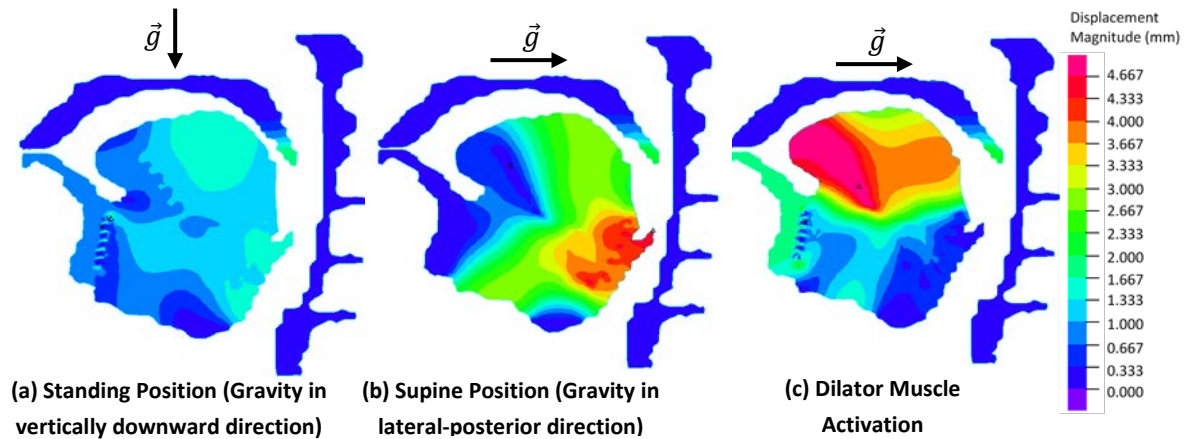 g⃗
g⃗
g⃗
Displacement
Magnitude (mm)
4.667
4.333
4.000
3.667
3.333
3.000
2.667
2.333
2.000
1.667
1.333
1.000
0.667
0.333
0.000
(a) Standing Position (Gravity in
vertically downward direction)
(b) Supine Position (Gravity in
lateral-posterior direction)
(c) Dilator Muscle
Activation